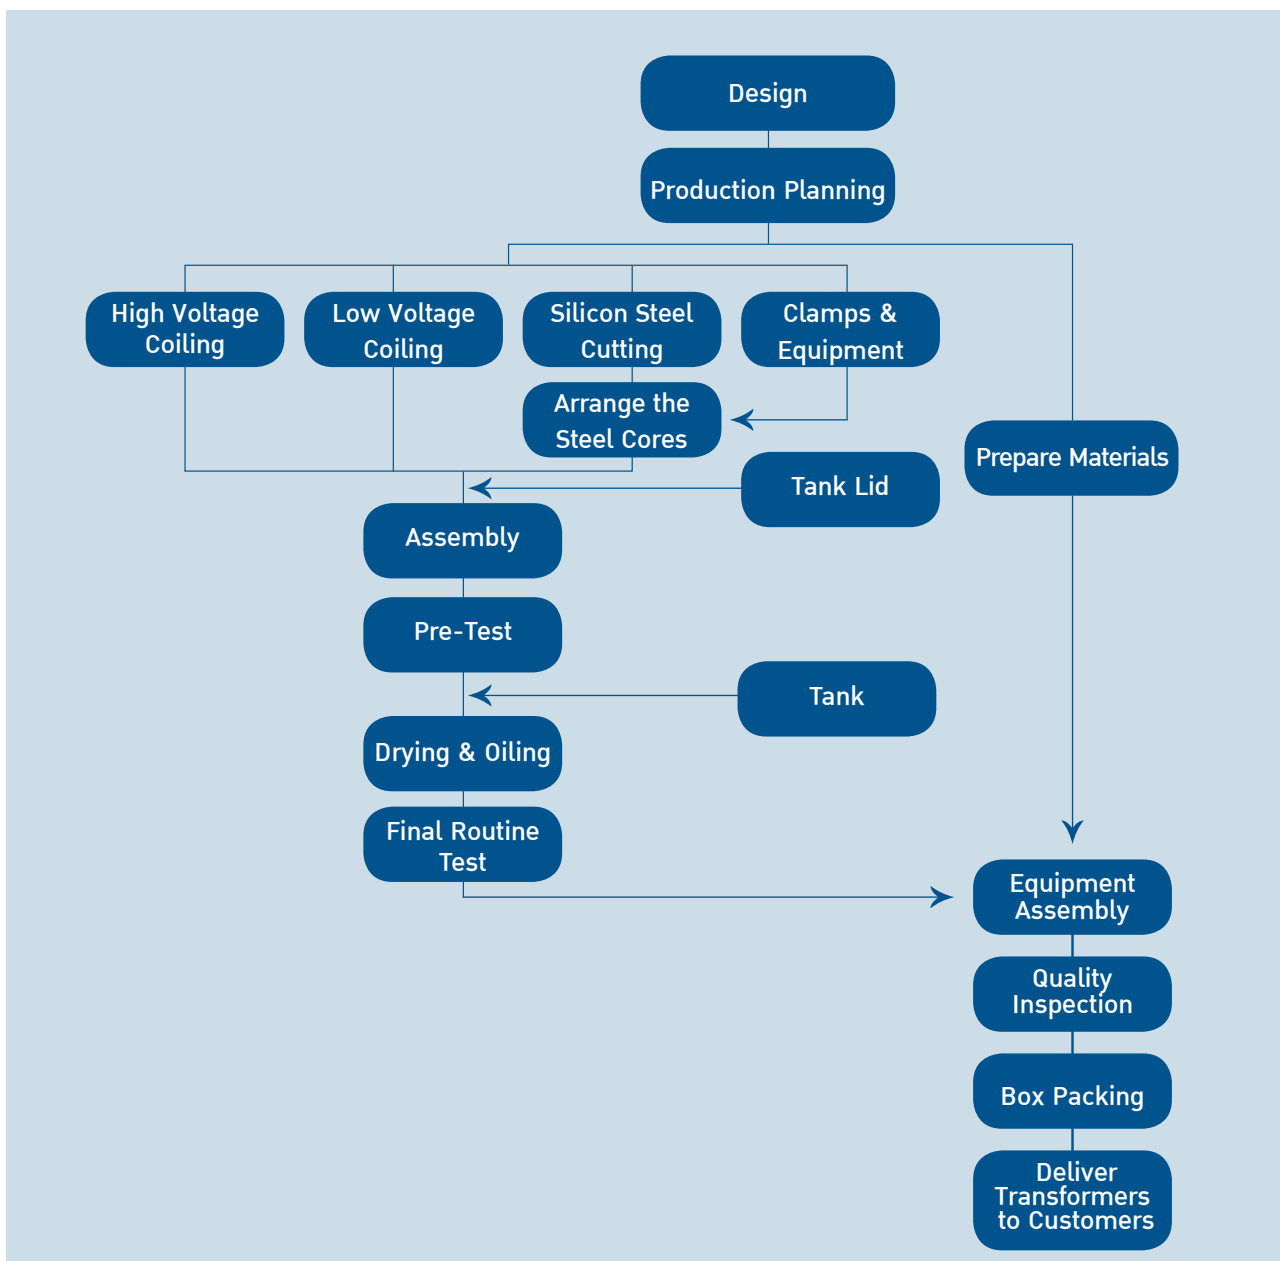 Design
Production Planning
High Voltage
Coiling
Low Voltage
Coiling
Silicon Steel
Cutting
Clamps &
Equipment
Arrange the
Steel Cores
Prepare Materials
Tank Lid
Assembly
Pre-Test
Tank
Drying & Oiling
Final Routine
Test
Equipment
Assembly
Quality
Inspection
Box Packing
Deliver
Transformers
to Customers